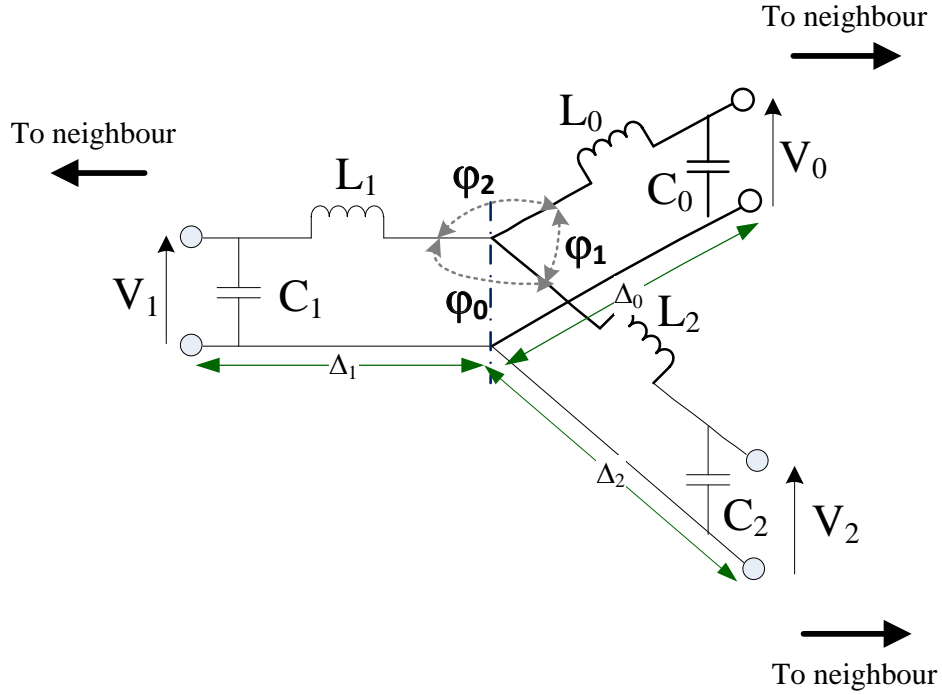 To neighbour
To neighbour
L₀
V₀
C₀
L₁
φ₂
φ₁
V₁
C₁
φ₀
Δ₀
L₂
Δ₁
Δ₂
C₂
V₂
To neighbour